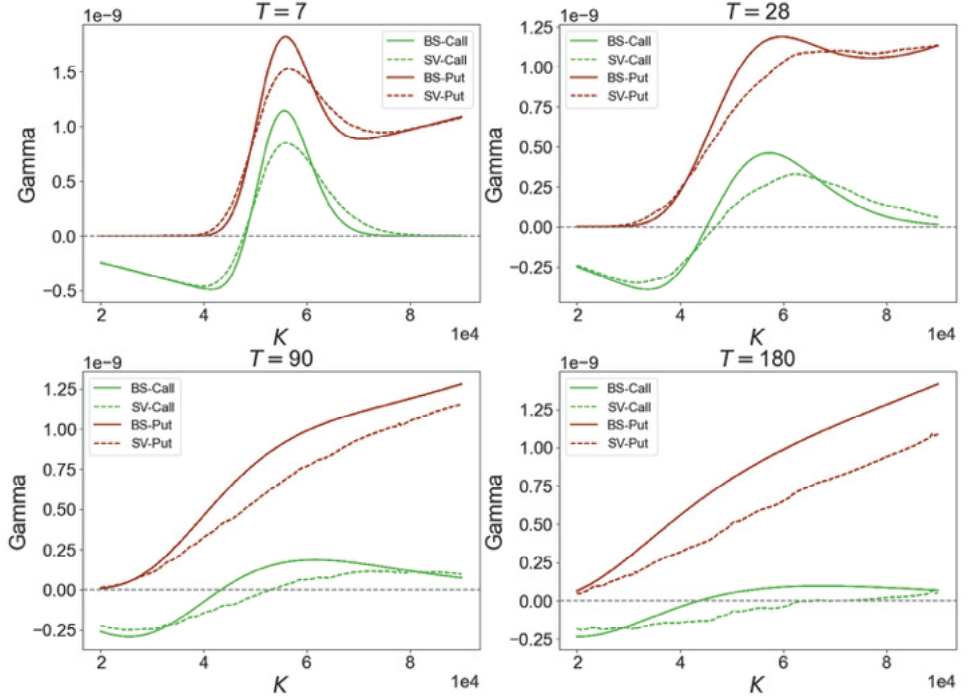 T = 7
1e−9
Gamma
1.5
1.0
0.5
0.0
−0.5
BS-Call
SV-Call
BS-Put
SV-Put
2
4
6
8
1e4
K
T = 28
1e−9
Gamma
1.25
1.00
0.75
0.50
0.25
0.00
−0.25
BS-Call
SV-Call
BS-Put
SV-Put
2
4
6
8
1e4
K
T = 90
1e−9
Gamma
1.25
1.00
0.75
0.50
0.25
0.00
−0.25
BS-Call
SV-Call
BS-Put
SV-Put
2
4
6
8
1e4
K
T = 180
1e−9
Gamma
1.25
1.00
0.75
0.50
0.25
0.00
−0.25
BS-Call
SV-Call
BS-Put
SV-Put
2
4
6
8
1e4
K